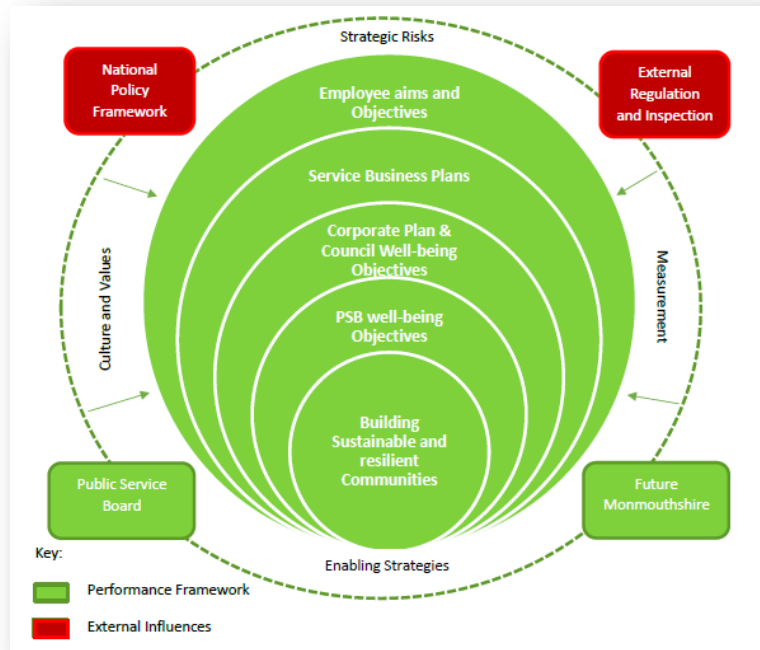 Strategic Risks
National
Policy
Framework
External
Regulation
and Inspection
Employee aims and
Objectives
Service Business Plans
Corporate Plan &
Council Well-being
Objectives
Culture and Values
Measurement
PSB well-being
Objectives
Building
Sustainable and
resilient
Communities
Public Service
Board
Future
Monmouthshire
Enabling Strategies
Key:
Performance Framework
External Influences